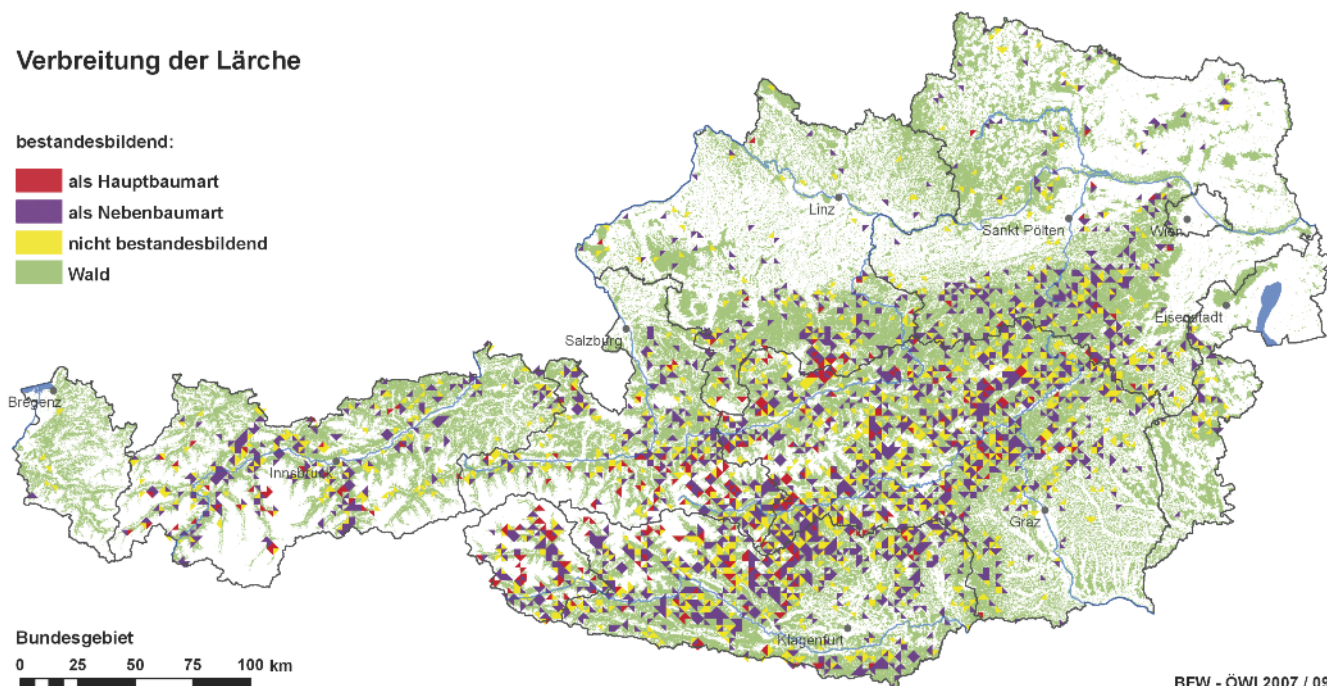 Verbreitung der Lärche
bestandesbildend:
als Hauptbaumart
als Nebenbaumart
nicht bestandesbildend
Wald
Linz
Sankt Pölten
Wien
Eisenstadt
Salzburg
Bregenz
Innsbruck
Graz
Klagenfurt
Bundesgebiet
0 25 50 75 100 km
BFW - ÖWI 2007 / 09